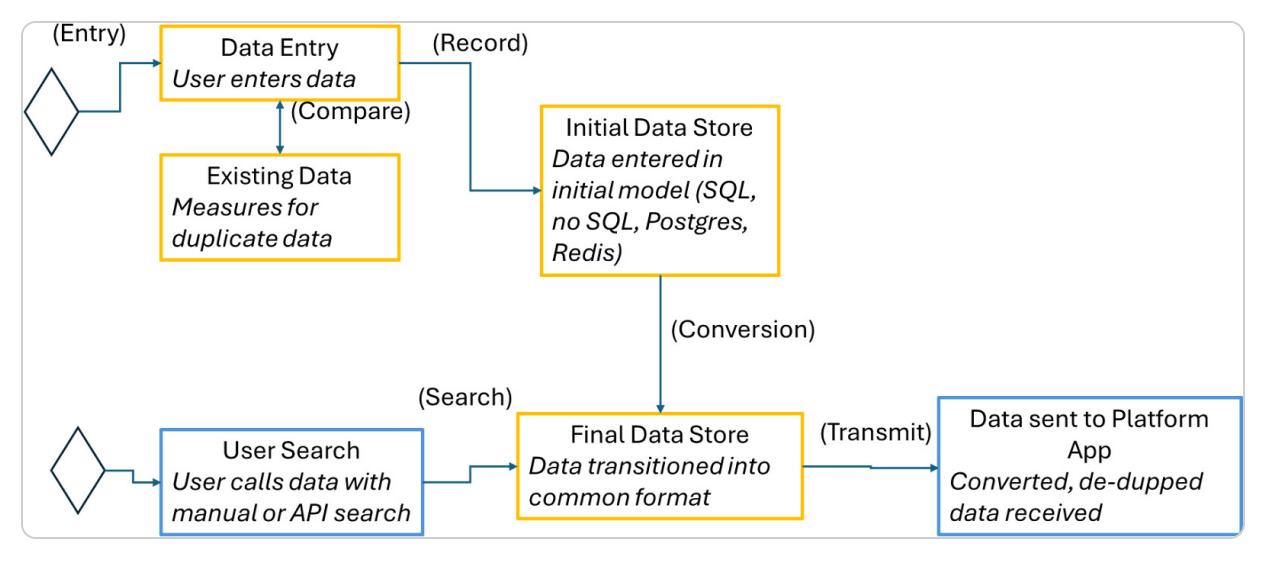 (Entry)
Data Entry
User enters data
(Record)
(Compare)
Existing Data
Measures for
duplicate data
Initial Data Store
Data entered in
initial model (SQL,
no SQL, Postgres,
Redis)
(Conversion)
(Search)
User Search
User calls data with
manual or API search
Final Data Store
Data transitioned into
common format
(Transmit)
Data sent to Platform
App
Converted, de-dupped
data received